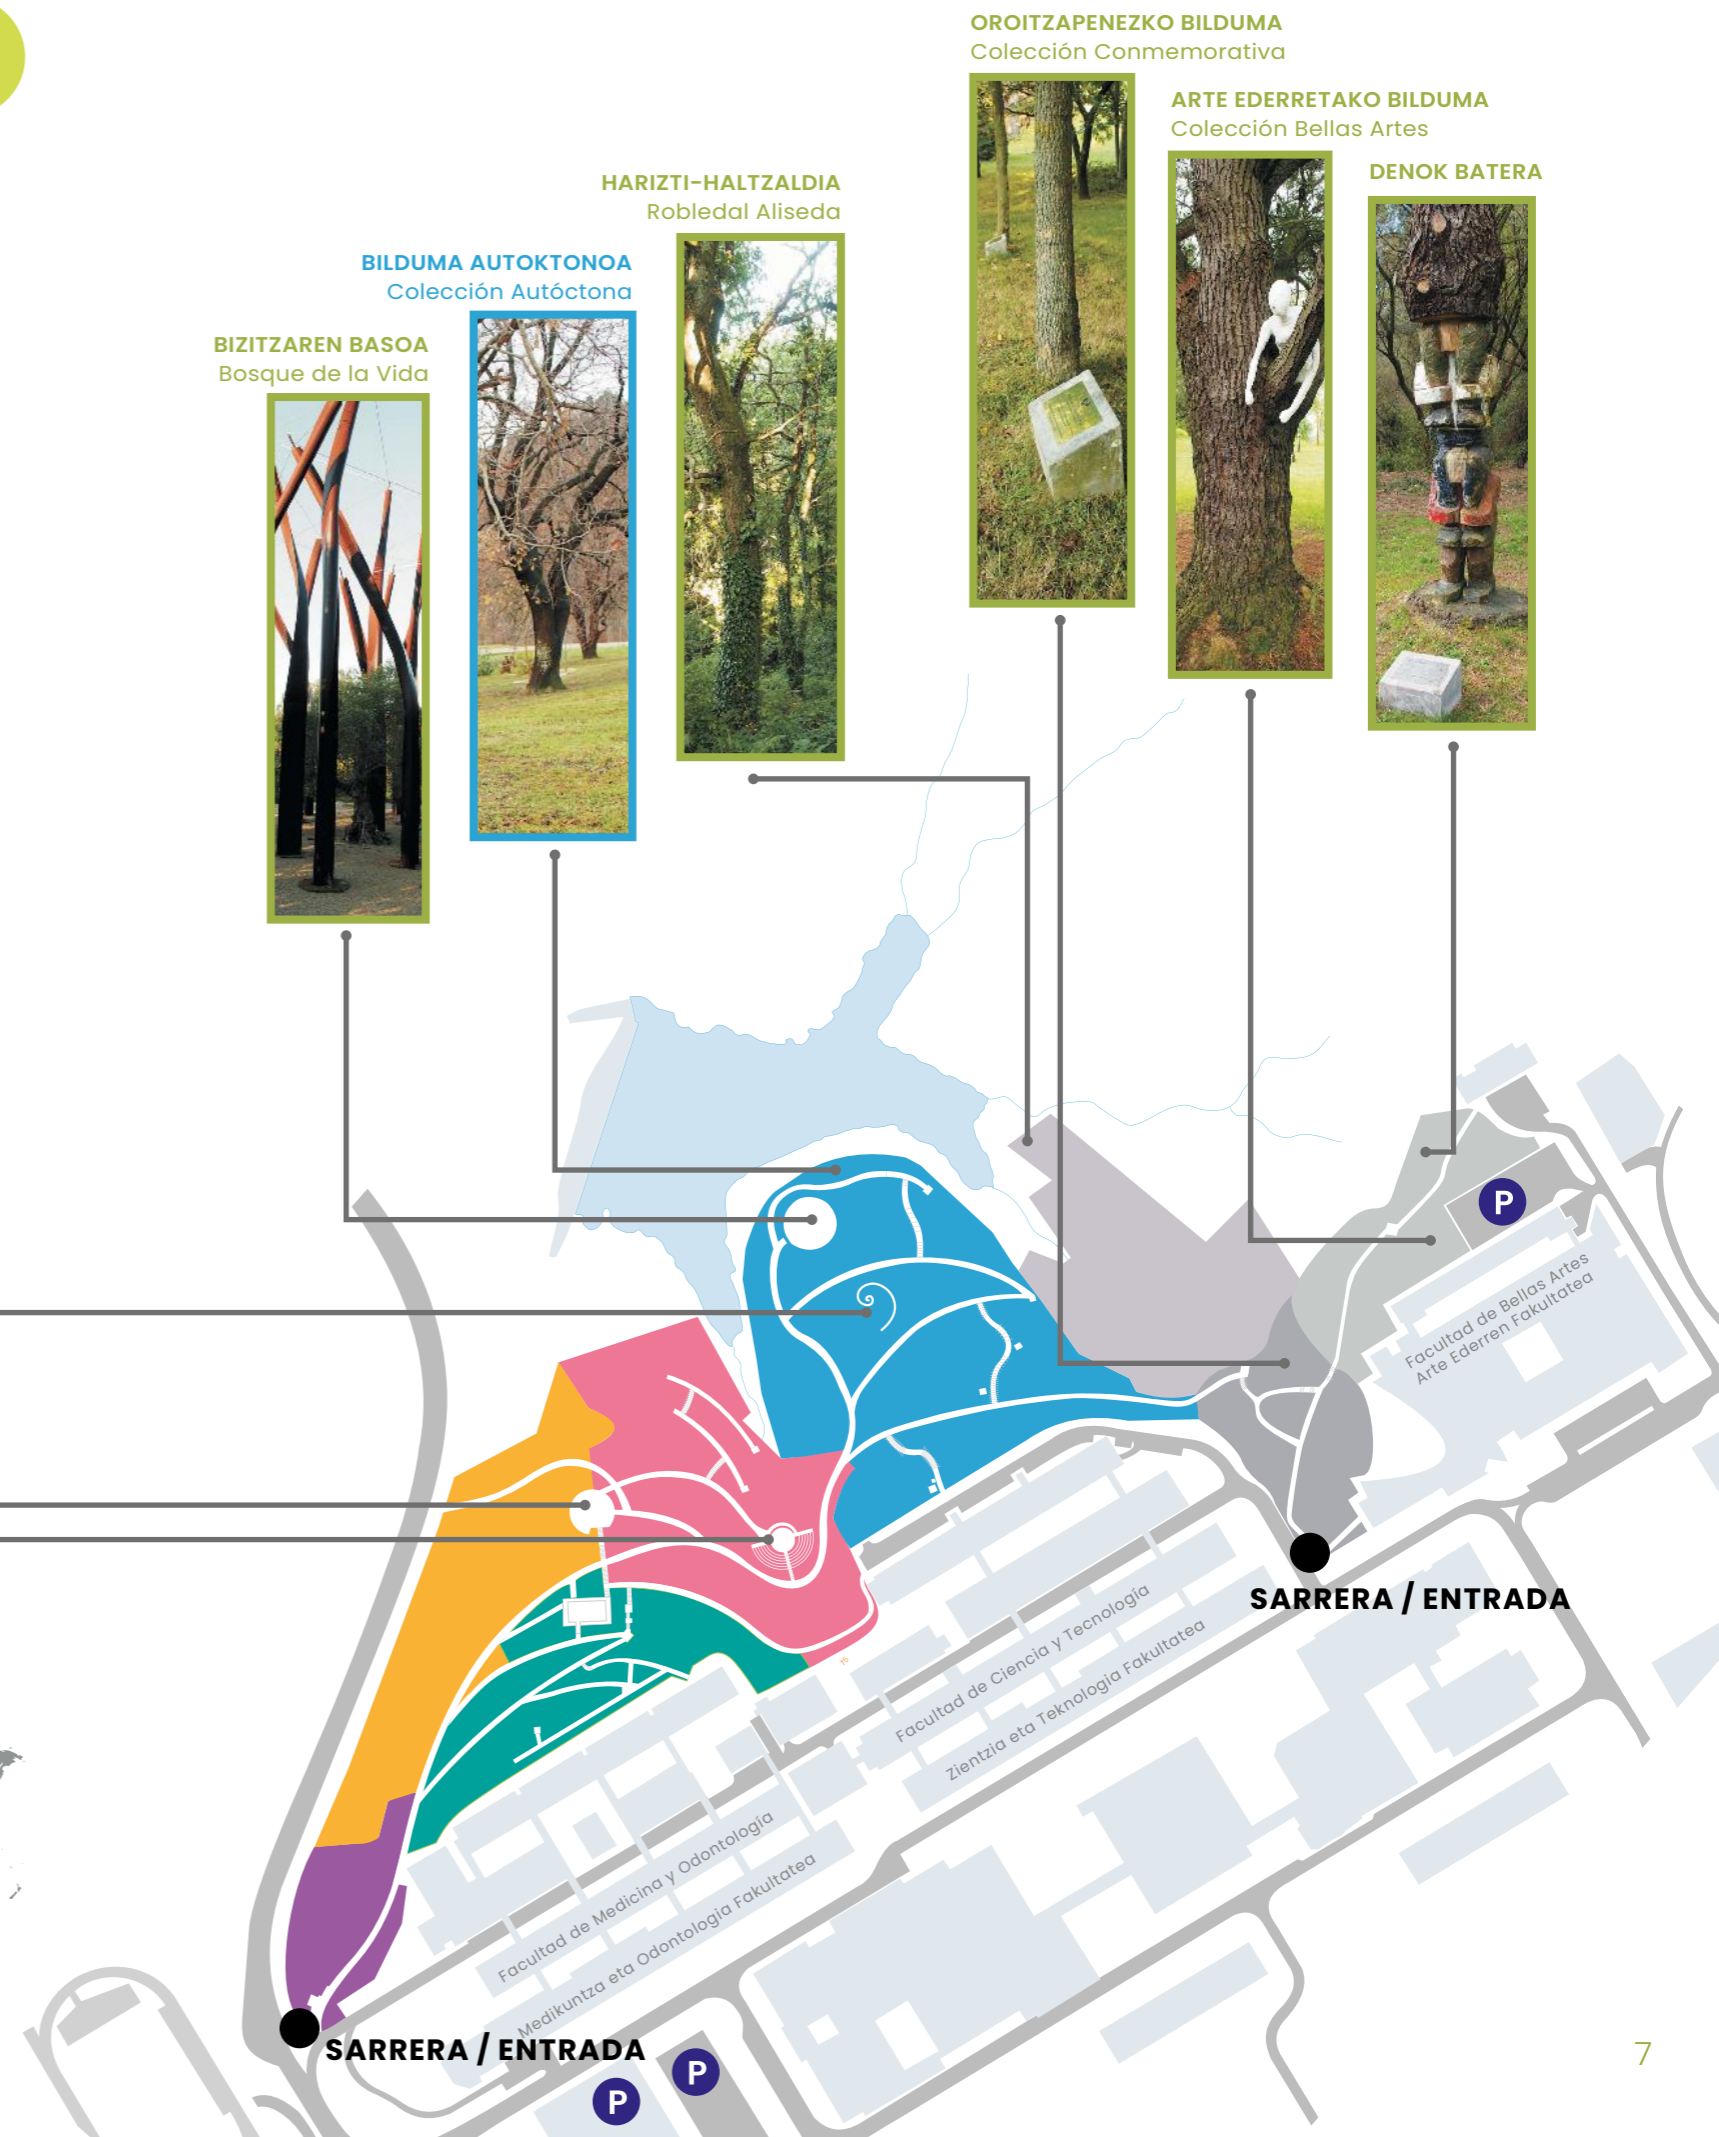 OROITZAPENEZKO BILDUMA
Colección Conmemorativa
ARTE EDERRETAKO BILDUMA
Colección Bellas Artes
DENOK BATERA
HARIZTI-HALTZALDIA
Robledal Aliseda
BILDUMA AUTOKTONOA
Colección Autóctona
BIZITZAREN BASOA
Bosque de la Vida
P
Facultad de Bellas Artes
Arte Ederren Fakultatea
SARRERA / ENTRADA
Facultad de Ciencia y Tecnología
Zientzia eta Teknologia Fakultatea
Facultad de Medicina y Odontología
Medikuntza eta Odontologia Fakultatea
SARRERA / ENTRADA
P
P
7